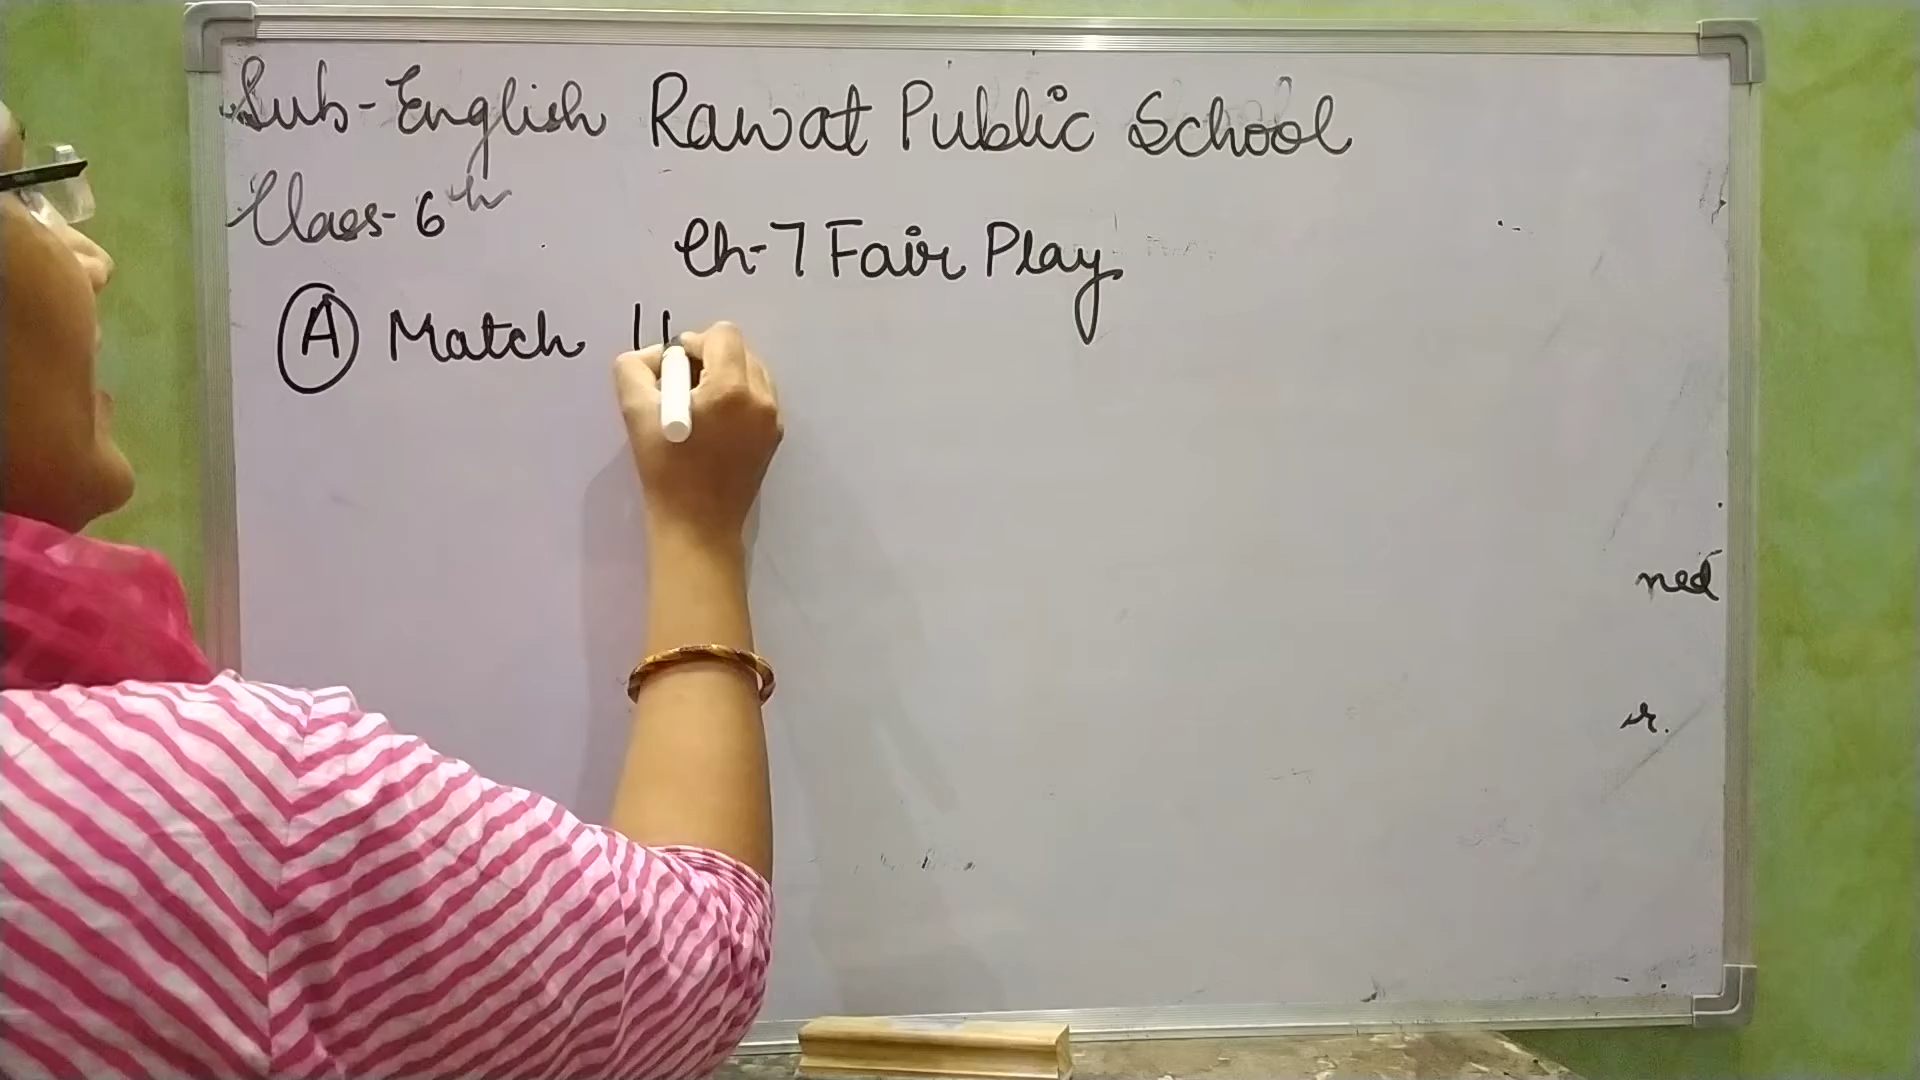 Sub-English Rawat Public School
Class-6th
Ch-7 Fair Play
A Match
ned
r.